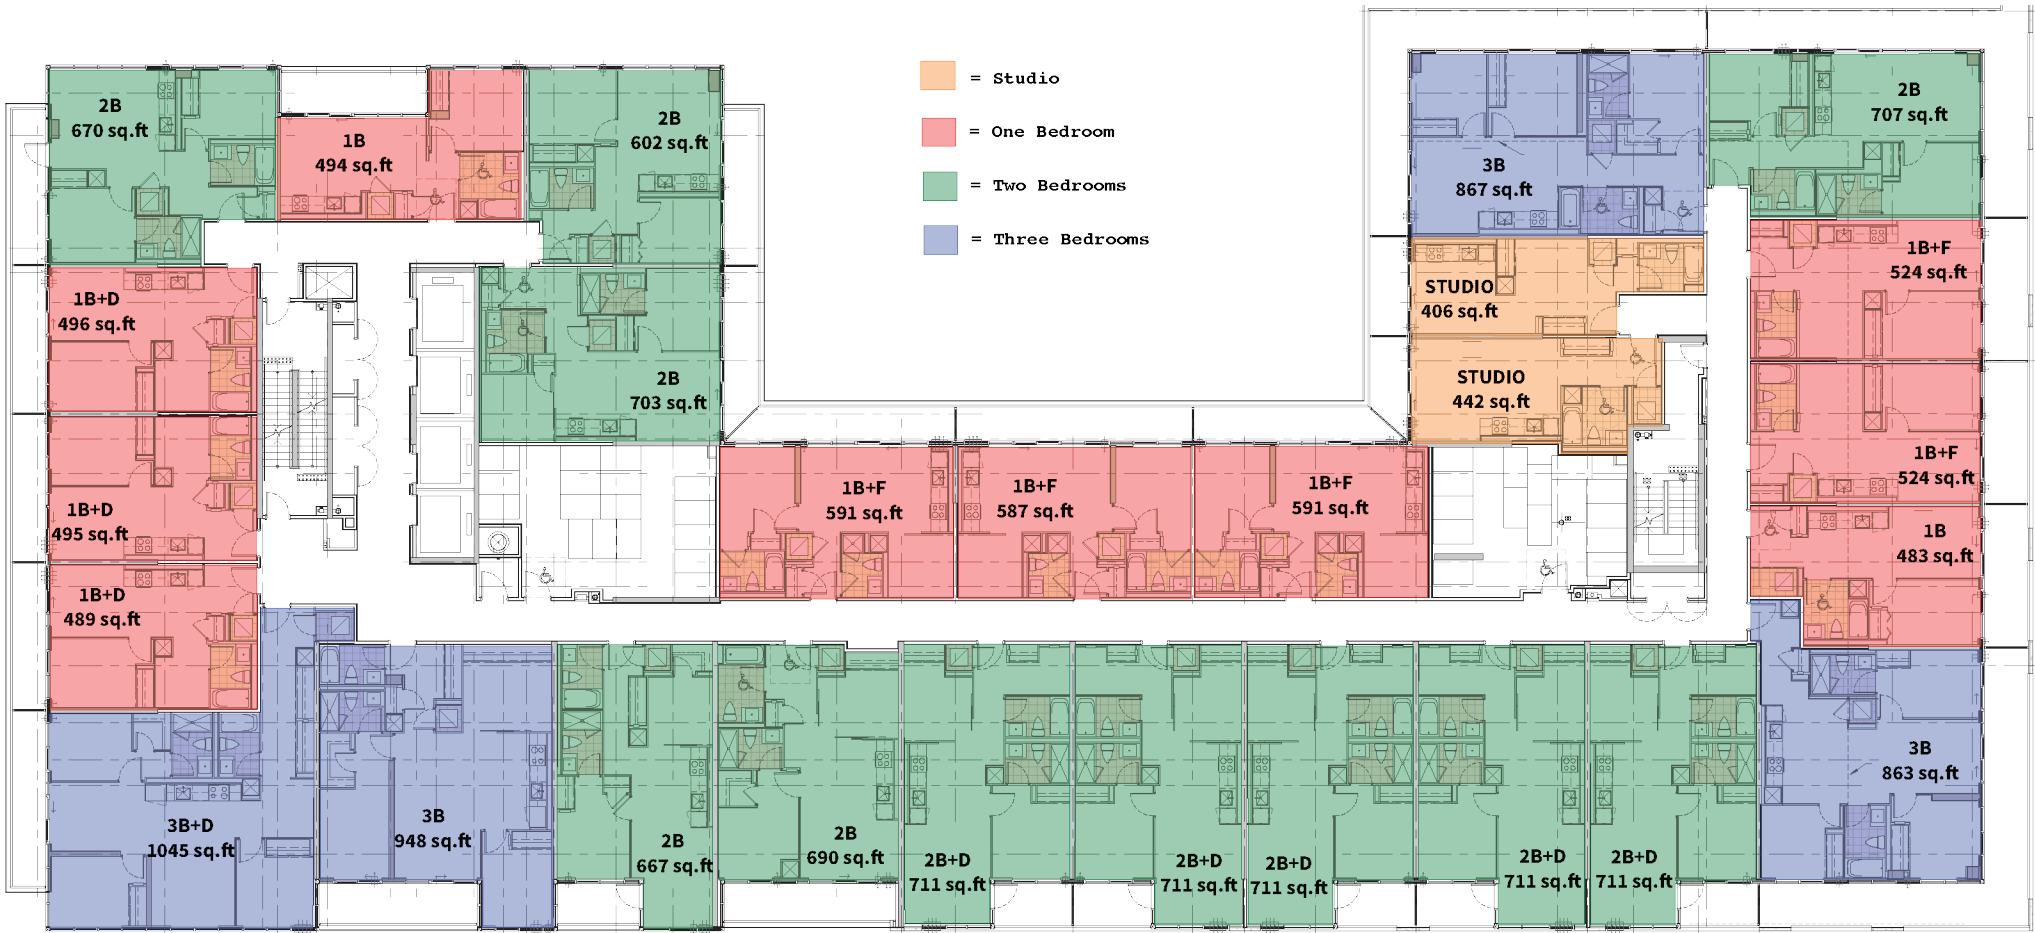 2B
670 sq.ft
1B
494 sq.ft
2B
602 sq.ft
= Studio
= One Bedroom
= Two Bedrooms
= Three Bedrooms
3B
867 sq.ft
2B
707 sq.ft
1B+D
496 sq.ft
2B
703 sq.ft
STUDIO
406 sq.ft
1B+F
524 sq.ft
STUDIO
442 sq.ft
1B+F
524 sq.ft
1B+D
495 sq.ft
1B+F
591 sq.ft
1B+F
587 sq.ft
1B+F
591 sq.ft
1B
483 sq.ft
1B+D
489 sq.ft
3B+D
1045 sq.ft
3B
948 sq.ft
2B
667 sq.ft
2B
690 sq.ft
2B+D
711 sq.ft
2B+D
711 sq.ft
2B+D
711 sq.ft
2B+D
711 sq.ft
2B+D
711 sq.ft
3B
863 sq.ft